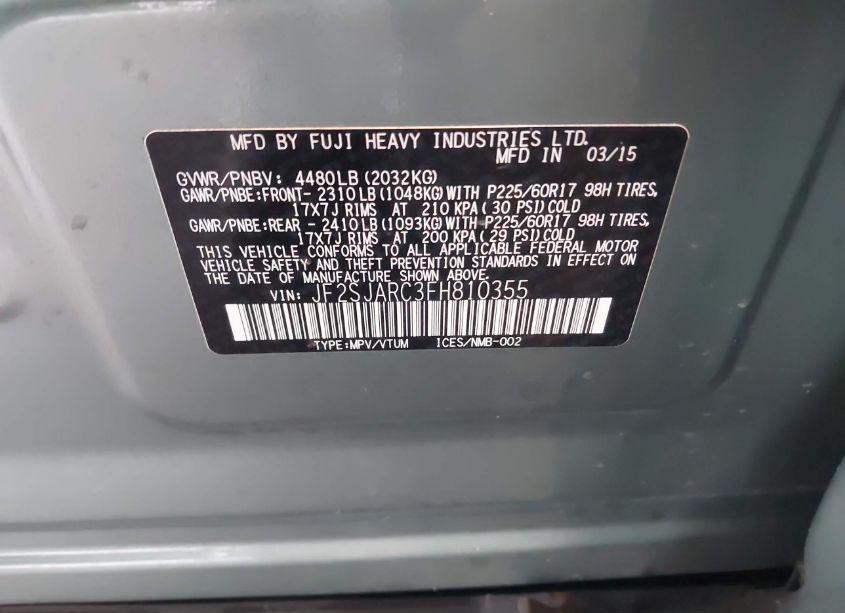 MFD BY FUJI HEAVY INDUSTRIES LTD.
MFD IN 03/15
GVWR/PNBV: 4480LB (2032KG)
GAWR/PNBE:FRONT- 2310LB (1048KG) WITH P225/60R17 98H TIRES,
17X7J RIMS AT 210 KPA (30 PSI) COLD
GAWR/PNBE:REAR - 2410LB (1093KG) WITH P225/60R17 98H TIRES,
17X7J RIMS AT 200 KPA (29 PSI) COLD
THIS VEHICLE CONFORMS TO ALL APPLICABLE FEDERAL MOTOR
VEHICLE SAFETY AND THEFT PREVENTION STANDARDS IN EFFECT ON
THE DATE OF MANUFACTURE SHOWN ABOVE.
VIN: JF2SJARC3FH810355
TYPE:MPV/VTUM ICES/NMB-002